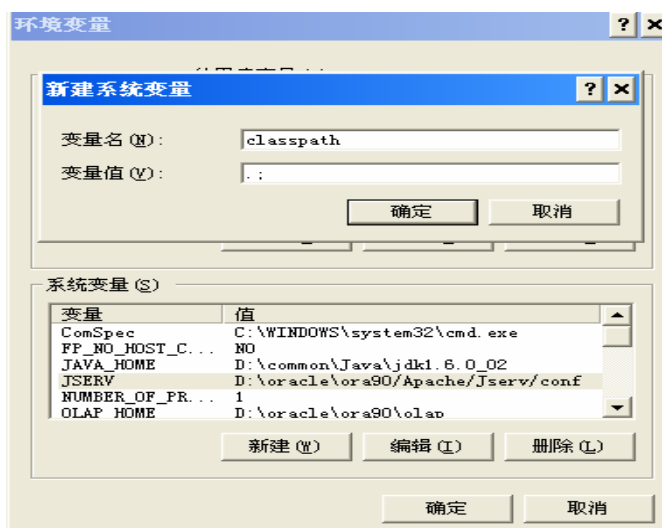 环境变量
新建系统变量
变量名(N): classpath
变量值(V): .;
确定 取消
系统变量(S)
变量 值
ComSpec C:\WINDOWS\system32\cmd.exe
FP_NO_HOST_C... NO
JAVA_HOME D:\common\Java\jdk1.6.0_02
JSERV D:\oracle\ora90/Apache/Jserv/conf
NUMBER_OF_PR... 1
OLAP_HOME D:\oracle\ora90\olap
新建(W) 编辑(I) 删除(L)
确定 取消